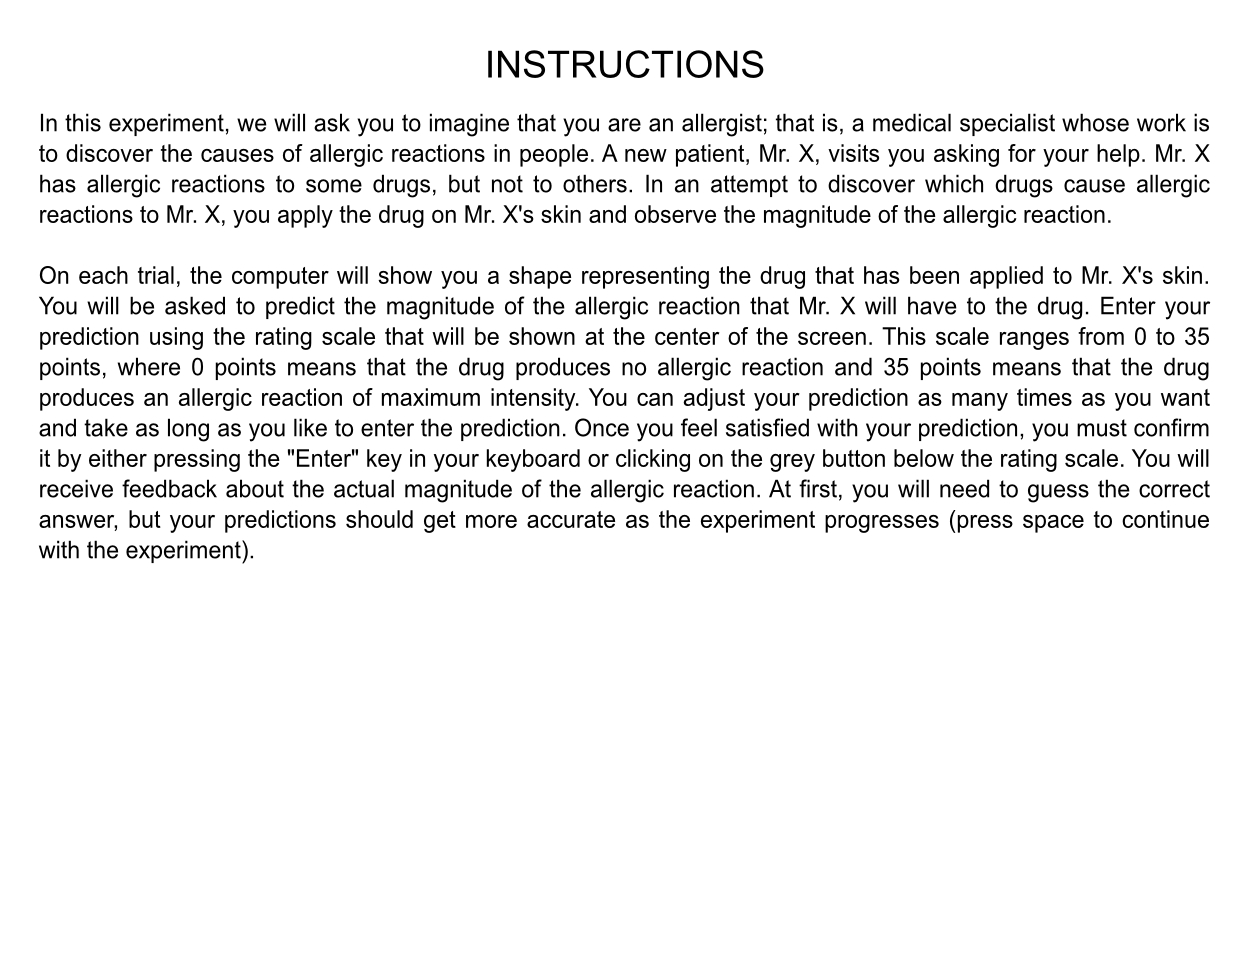 INSTRUCTIONS
In this experiment, we will ask you to imagine that you are an allergist; that is, a medical specialist whose work is
to discover the causes of allergic reactions in people. A new patient, Mr. X, visits you asking for your help. Mr. X
has allergic reactions to some drugs, but not to others. In an attempt to discover which drugs cause allergic
reactions to Mr. X, you apply the drug on Mr. X's skin and observe the magnitude of the allergic reaction.
On each trial, the computer will show you a shape representing the drug that has been applied to Mr. X's skin.
You will be asked to predict the magnitude of the allergic reaction that Mr. X will have to the drug. Enter your
prediction using the rating scale that will be shown at the center of the screen. This scale ranges from 0 to 35
points, where 0 points means that the drug produces no allergic reaction and 35 points means that the drug
produces an allergic reaction of maximum intensity. You can adjust your prediction as many times as you want
and take as long as you like to enter the prediction. Once you feel satisfied with your prediction, you must confirm
it by either pressing the "Enter" key in your keyboard or clicking on the grey button below the rating scale. You will
receive feedback about the actual magnitude of the allergic reaction. At first, you will need to guess the correct
answer, but your predictions should get more accurate as the experiment progresses (press space to continue
with the experiment).